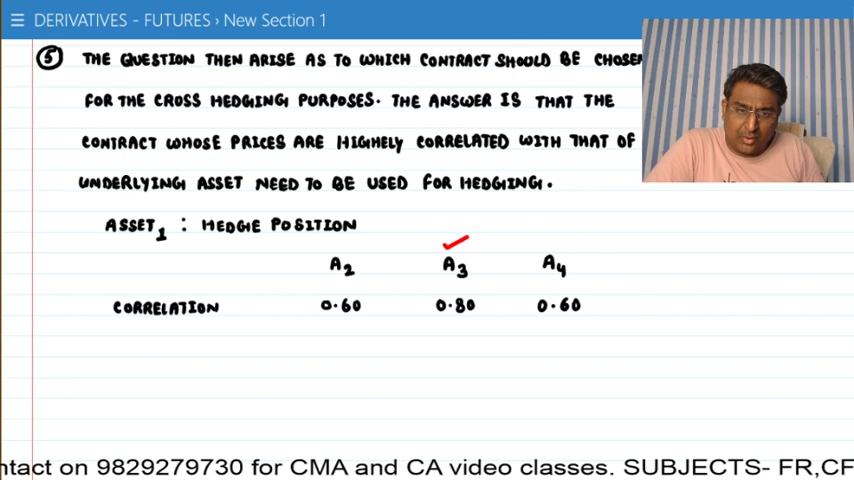 DERIVATIVES - FUTURES › New Section 1
5 THE QUESTION THEN ARISE AS TO WHICH CONTRACT SHOULD BE CHOSEN
FOR THE CROSS HEDGING PURPOSES. THE ANSWER IS THAT THE
CONTRACT WHOSE PRICES ARE HIGHELY CORRELATED WITH THAT OF
UNDERLYING ASSET NEED TO BE USED FOR HEDGING.
ASSET1 : HEDGE POSITION
A2 A3 A4
CORRELATION 0.60 0.80 0.60
ntact on 9829279730 for CMA and CA video classes. SUBJECTS- FR,CF